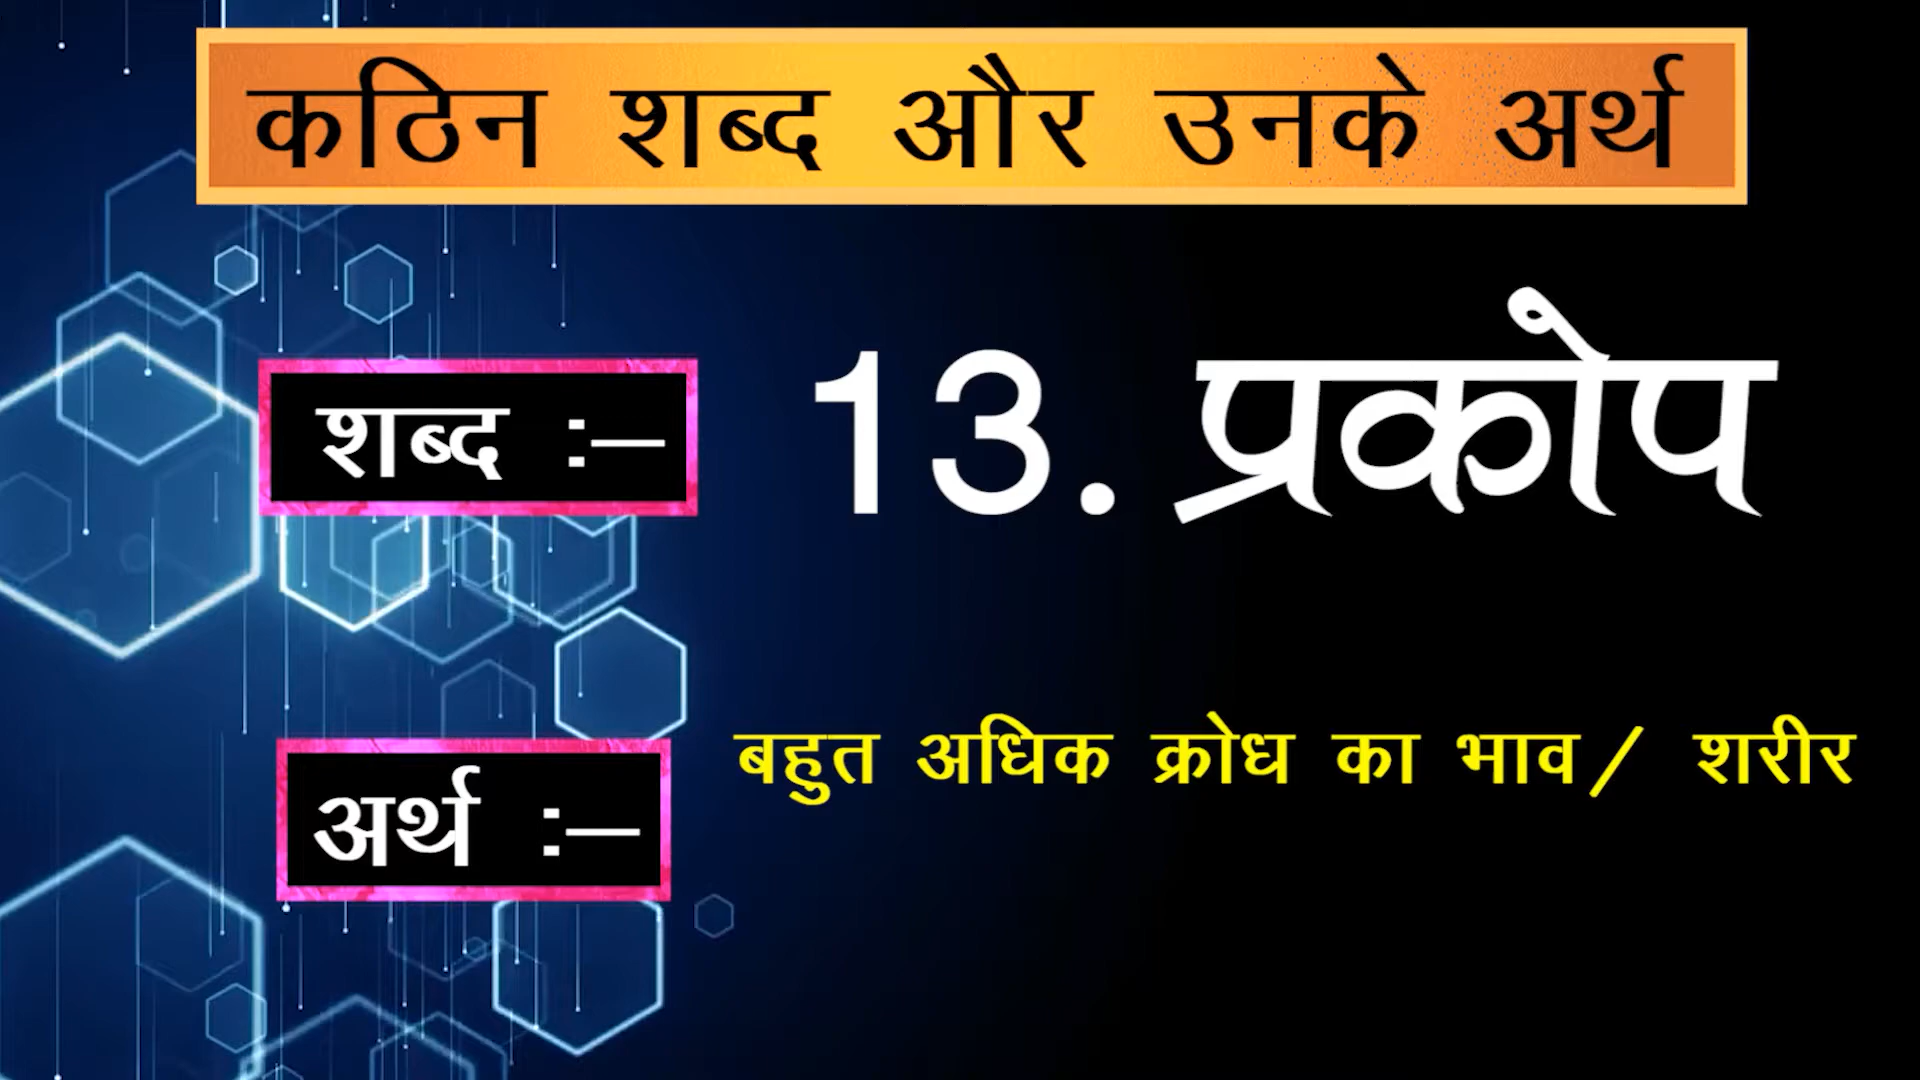 कठिन शब्द और उनके अर्थ
शब्द :– 13. प्रकोप
बहुत अधिक क्रोध का भाव/ शरीर
अर्थ :–